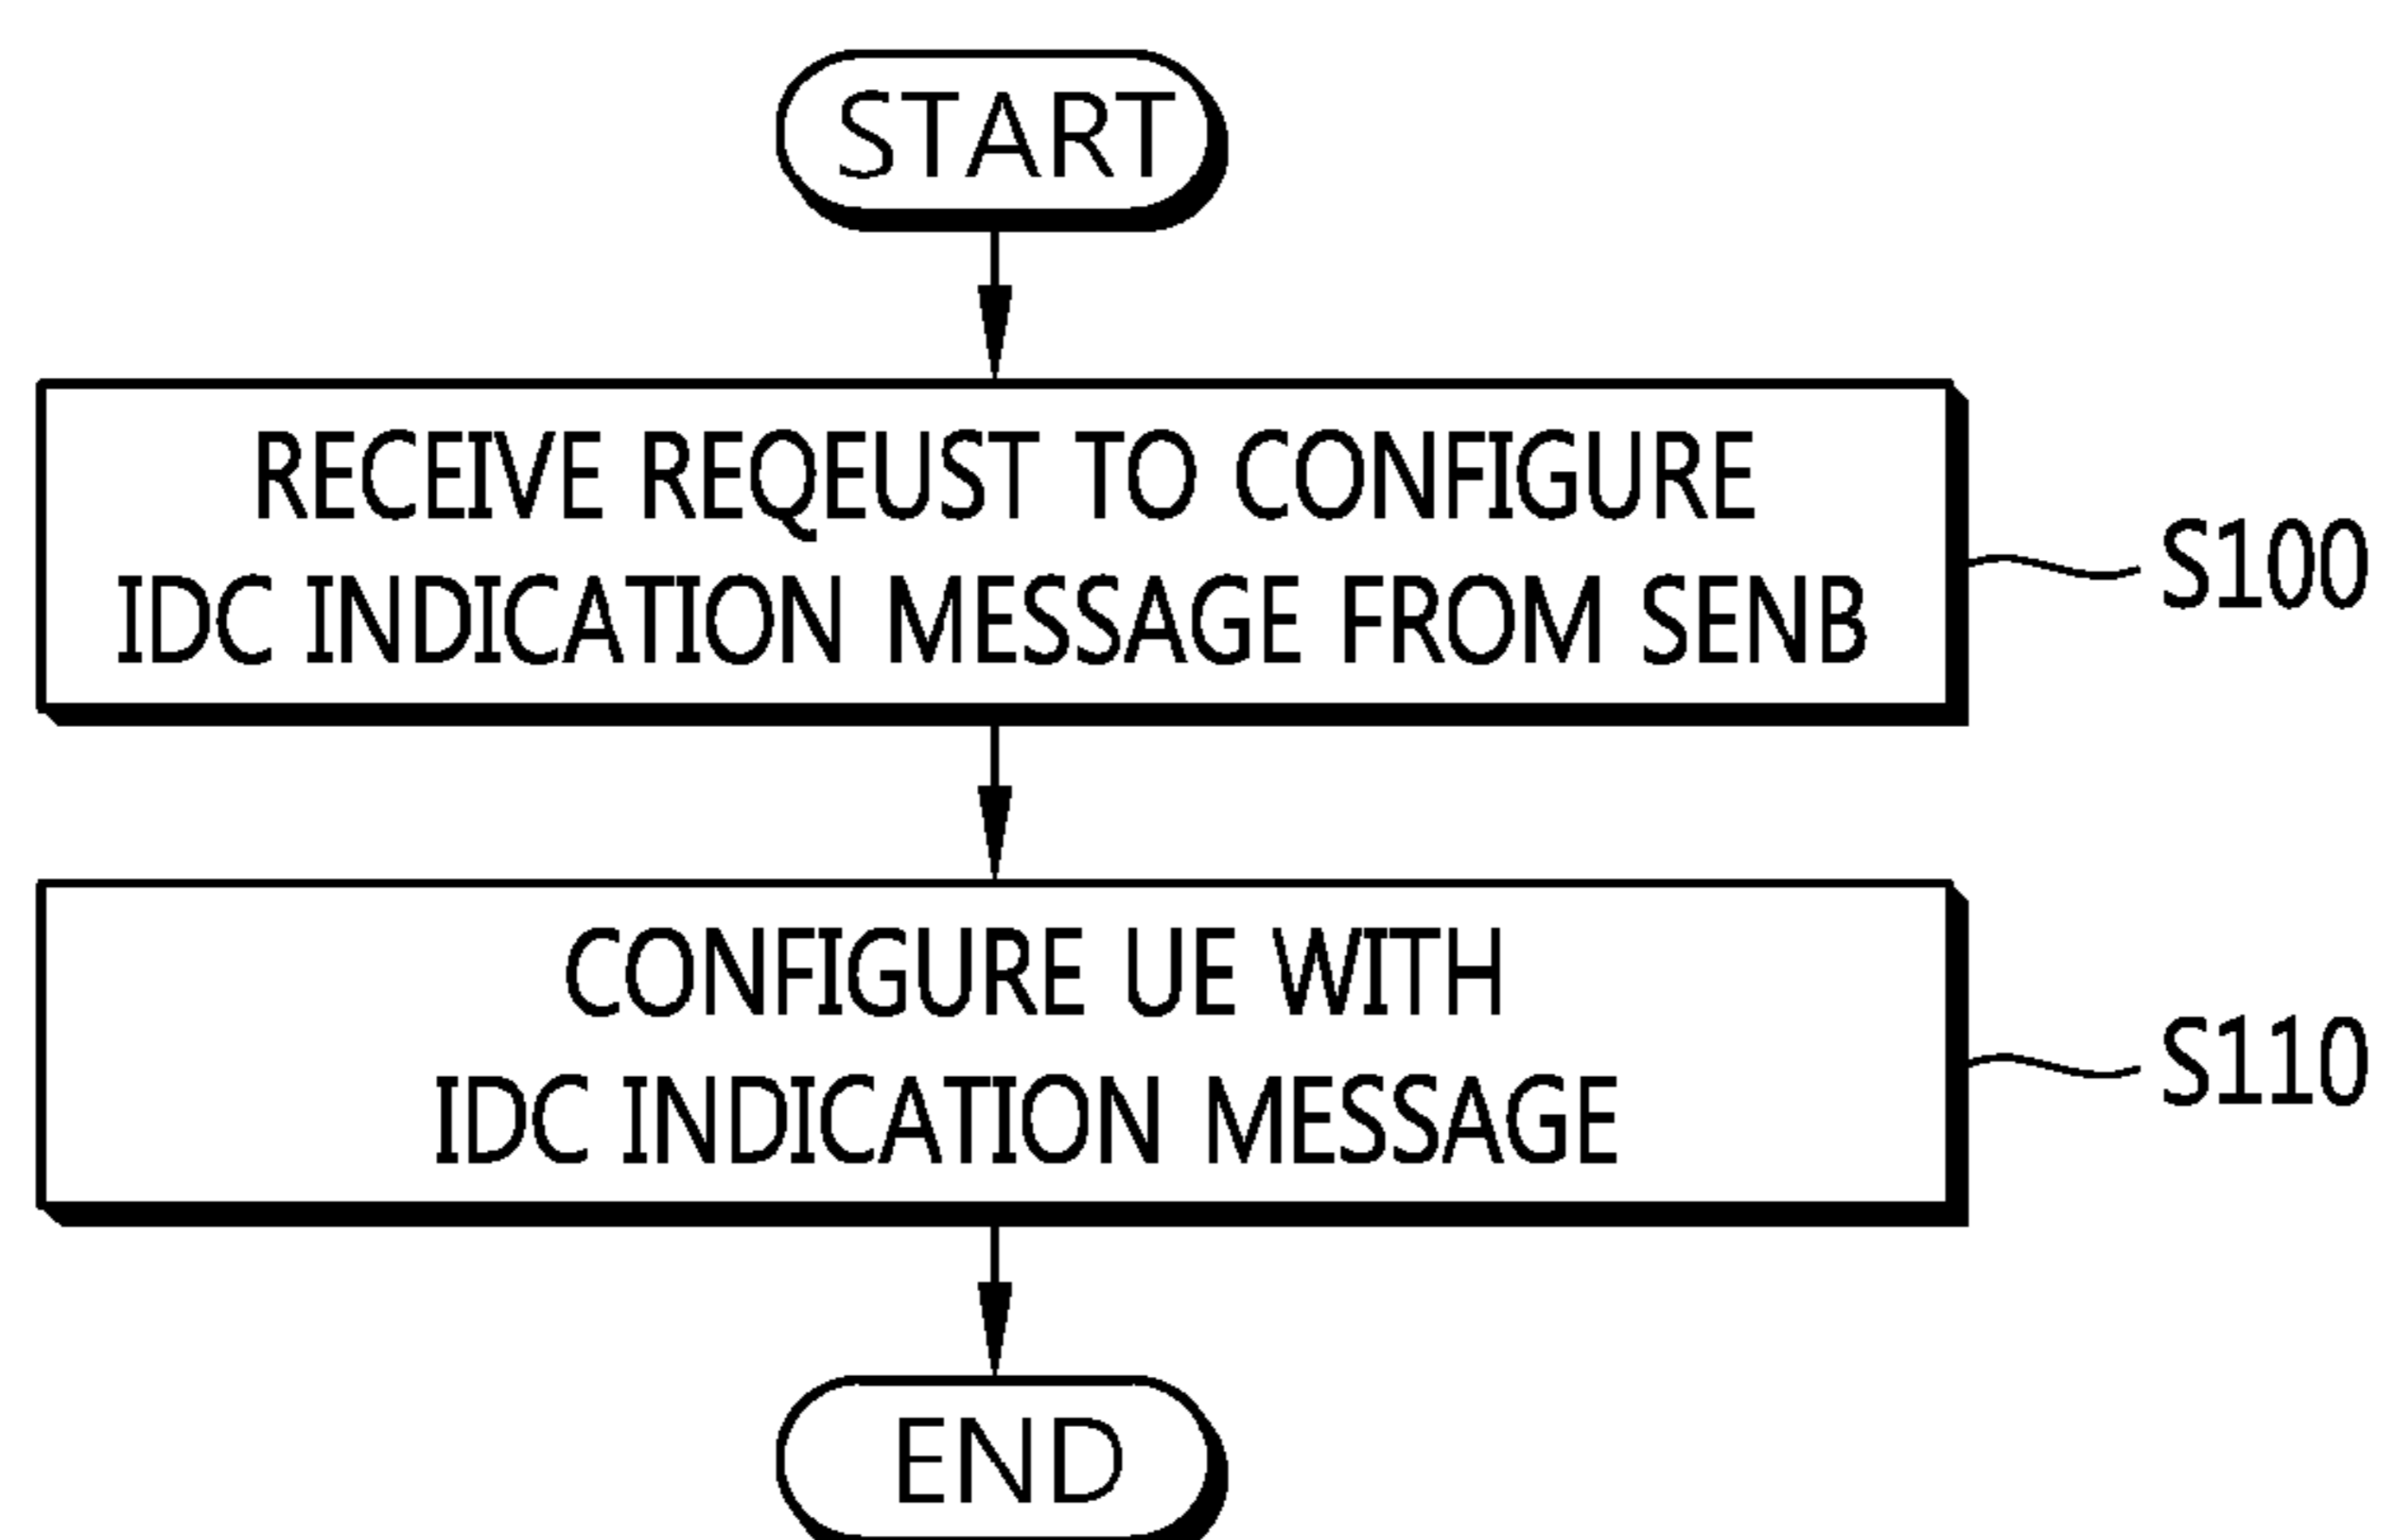 START
RECEIVE REQEUST TO CONFIGURE
IDC INDICATION MESSAGE FROM SENB
S100
CONFIGURE UE WITH
IDC INDICATION MESSAGE
S110
END